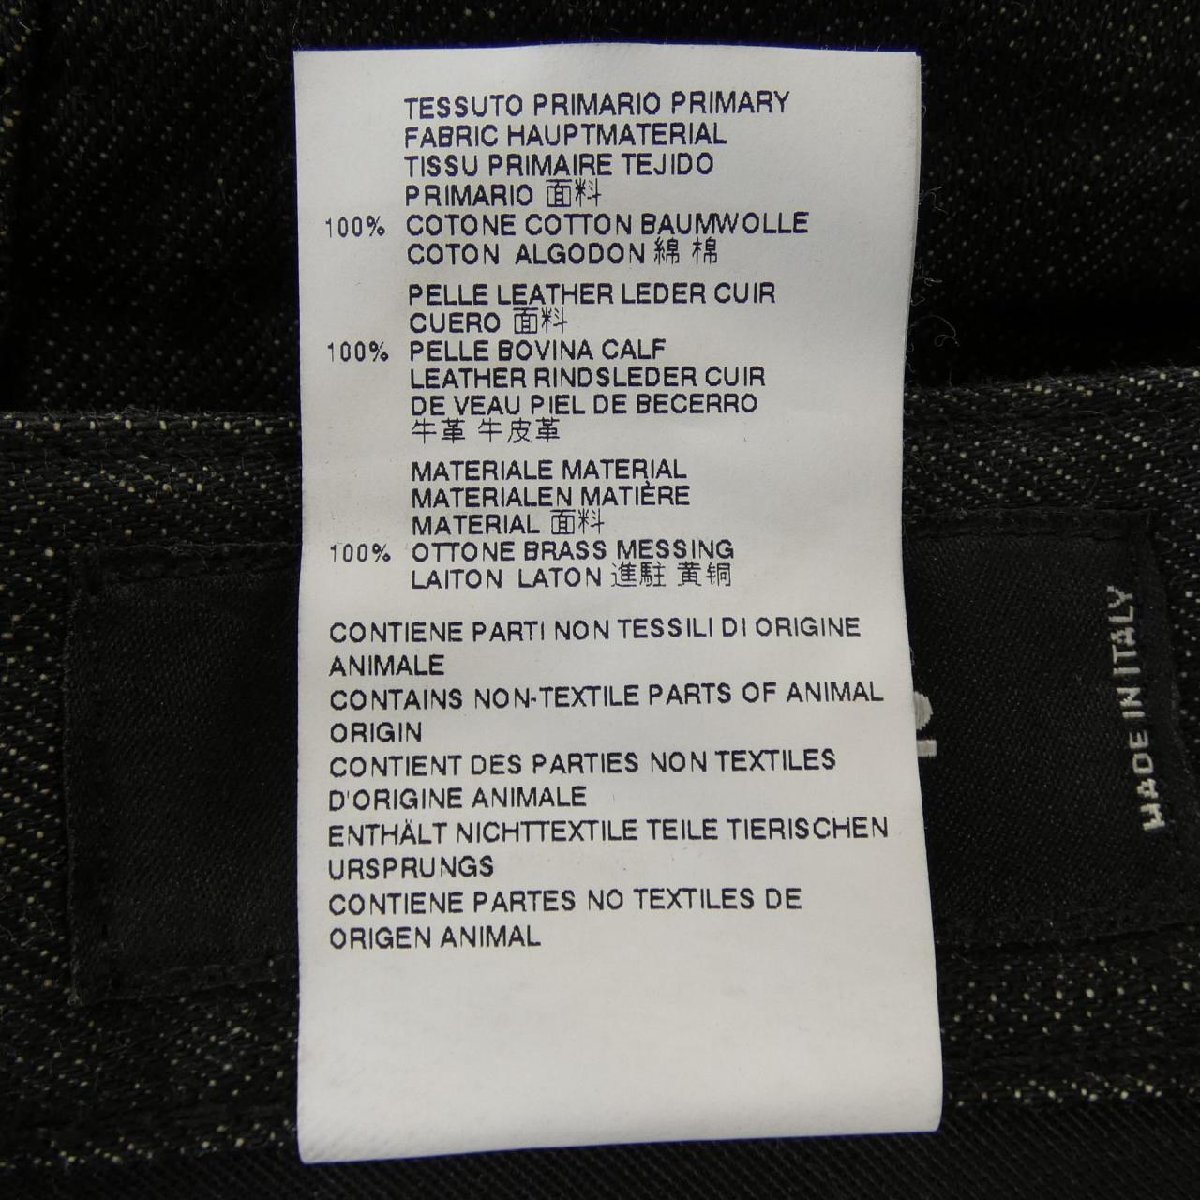 TESSUTO PRIMARIO PRIMARY
FABRIC HAUPTMATERIAL
TISSU PRIMAIRE TEJIDO
PRIMARIO 面料
100% COTONE COTTON BAUMWOLLE
COTON ALGODON 綿 棉
PELLE LEATHER LEDER CUIR
CUERO 面料
100% PELLE BOVINA CALF
LEATHER RINDSLEDER CUIR
DE VEAU PIEL DE BECERRO
牛革 牛皮革
MATERIALE MATERIAL
MATERIALEN MATIÈRE
MATERIAL 面料
100% OTTONE BRASS MESSING
LAITON LATON 進駐 黄铜
CONTIENE PARTI NON TESSILI DI ORIGINE
ANIMALE
CONTAINS NON-TEXTILE PARTS OF ANIMAL
ORIGIN
CONTIENT DES PARTIES NON TEXTILES
D'ORIGINE ANIMALE
ENTHÄLT NICHTTEXTILE TEILE TIERISCHEN
URSPRUNGS
CONTIENE PARTES NO TEXTILES DE
ORIGEN ANIMAL
MADE IN ITALY